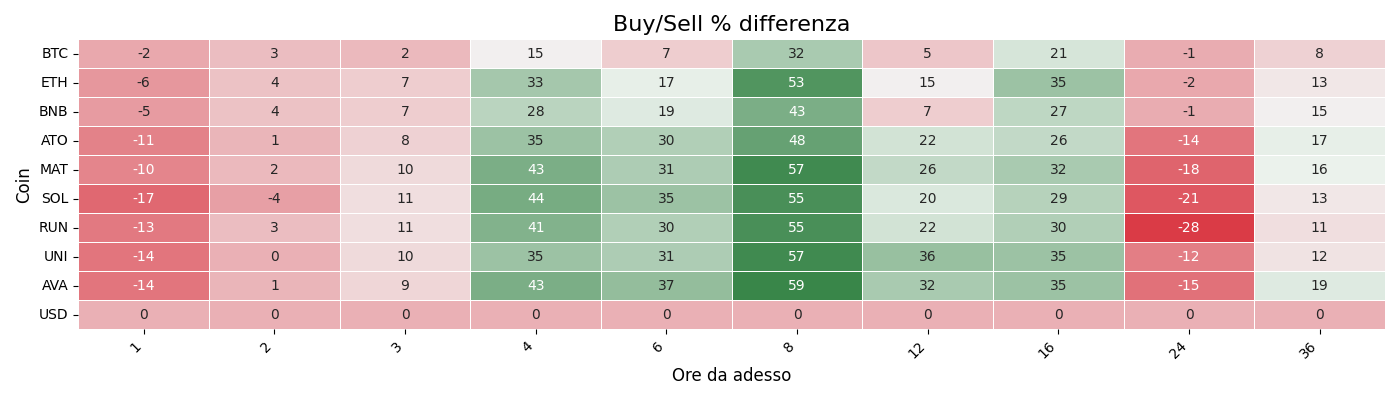 Buy/Sell % differenza
Coin
BTC -2 3 2 15 7 32 5 21 -1 8
ETH -6 4 7 33 17 53 15 35 -2 13
BNB -5 4 7 28 19 43 7 27 -1 15
ATO -11 1 8 35 30 48 22 26 -14 17
MAT -10 2 10 43 31 57 26 32 -18 16
SOL -17 -4 11 44 35 55 20 29 -21 13
RUN -13 3 11 41 30 55 22 30 -28 11
UNI -14 0 10 35 31 57 36 35 -12 12
AVA -14 1 9 43 37 59 32 35 -15 19
USD 0 0 0 0 0 0 0 0 0 0
1 2 3 4 6 8 12 16 24 36
Ore da adesso